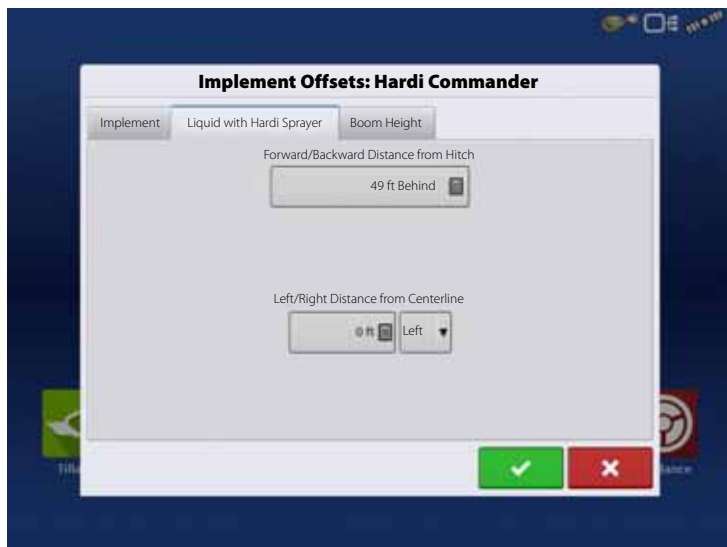 Implement Offsets: Hardi Commander
Implement
Liquid with Hardi Sprayer
Boom Height
Forward/Backward Distance from Hitch
49 ft Behind
Left/Right Distance from Centerline
0 ft
Left